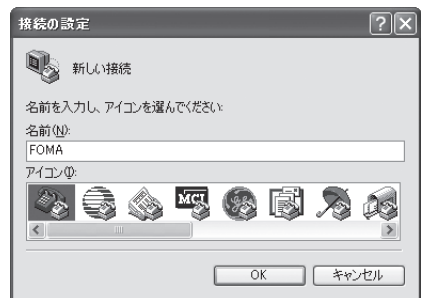 接続の設定
新しい接続
名前を入力し、アイコンを選んでください:
名前(N):
FOMA
アイコン(I):
MCI
OK
キャンセル